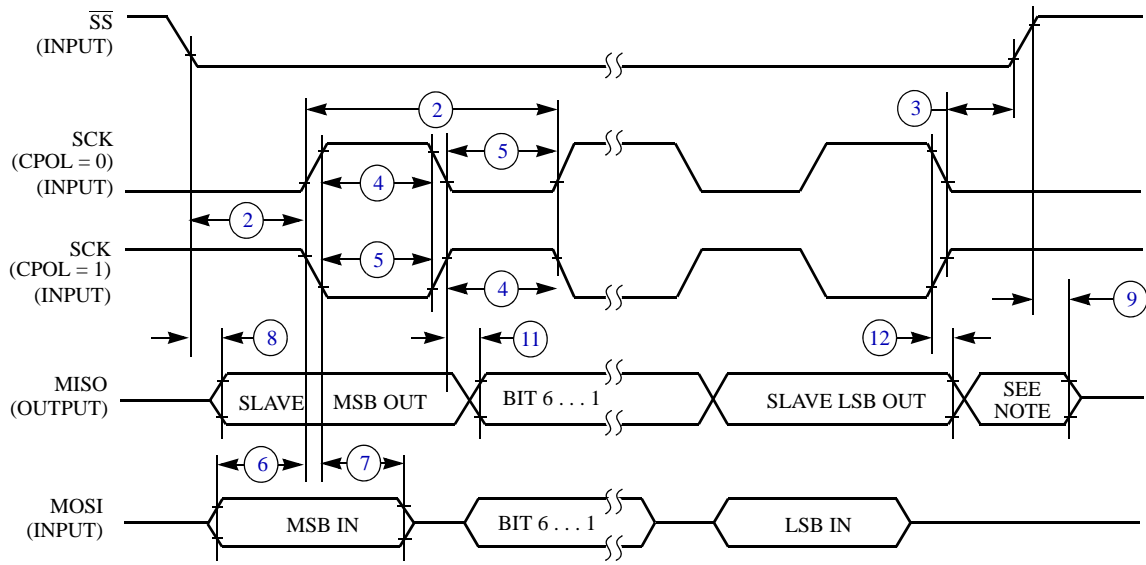 SS
(INPUT)
2
3
SCK
(CPOL = 0)
(INPUT)
5
4
2
SCK
(CPOL = 1)
(INPUT)
5
4
9
8
11
12
MISO
(OUTPUT)
SLAVE MSB OUT
BIT 6 . . . 1
SLAVE LSB OUT
SEE
NOTE
6
7
MOSI
(INPUT)
MSB IN
BIT 6 . . . 1
LSB IN